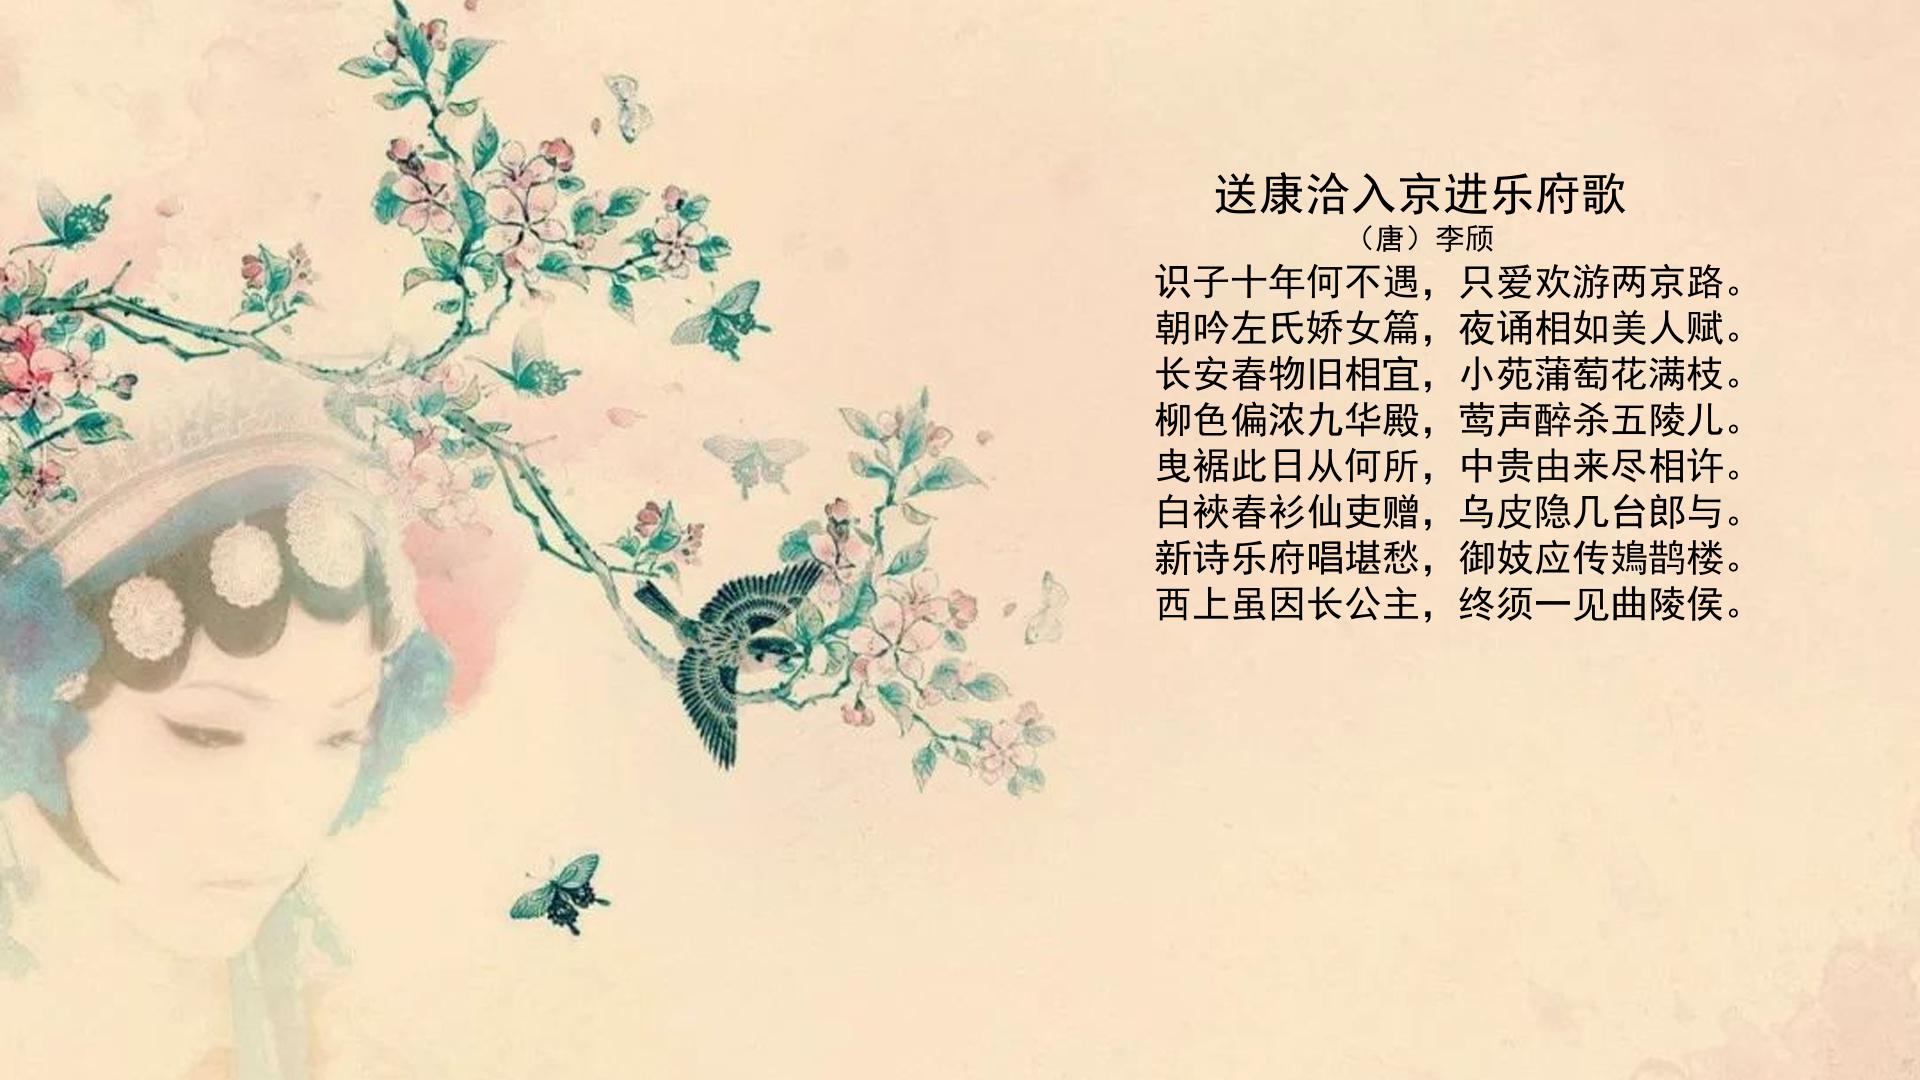 送康洽入京进乐府歌
（唐）李颀
识子十年何不遇，只爱欢游两京路。
朝吟左氏娇女篇，夜诵相如美人赋。
长安春物旧相宜，小苑蒲萄花满枝。
柳色偏浓九华殿，莺声醉杀五陵儿。
曳裾此日从何所，中贵由来尽相许。
白裌春衫仙吏赠，乌皮隐几台郎与。
新诗乐府唱堪愁，御妓应传鳷鹊楼。
西上虽因长公主，终须一见曲陵侯。